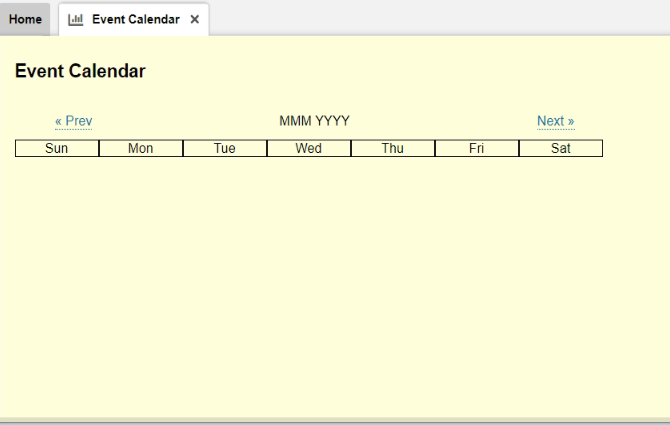 Home Event Calendar
Event Calendar
« Prev MMM YYYY Next »
Sun Mon Tue Wed Thu Fri Sat